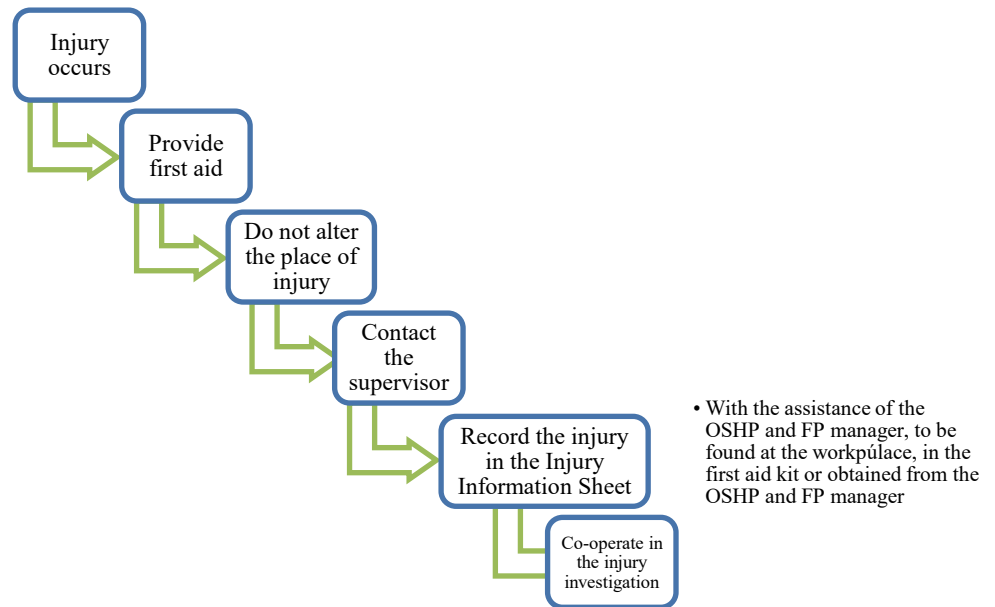 Injury
occurs
Provide
first aid
Do not alter
the place of
injury
Contact
the
supervisor
Record the injury
in the Injury
Information Sheet
• With the assistance of the
OSHP and FP manager, to be
found at the workpúlace, in the
first aid kit or obtained from the
OSHP and FP manager
Co-operate in
the injury
investigation